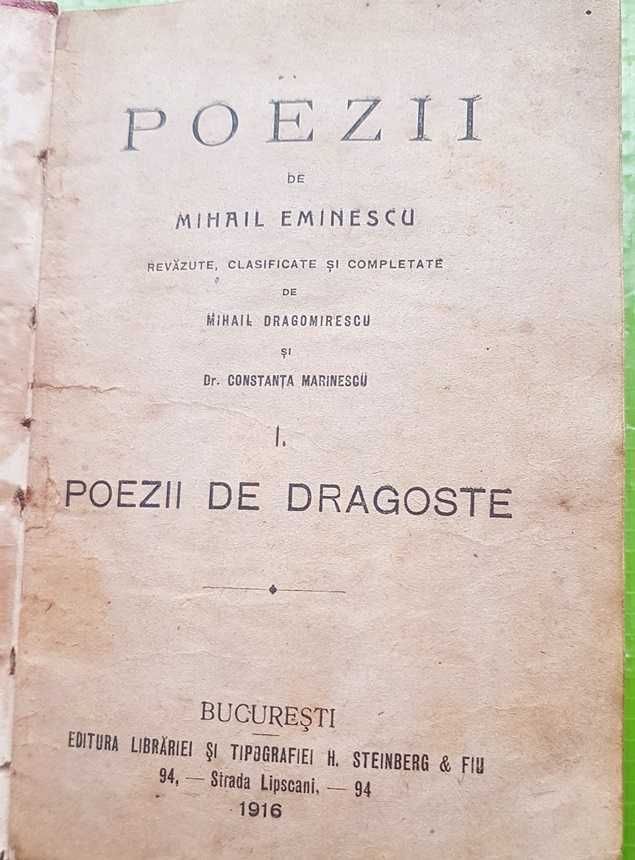 POEZII
DE
MIHAIL EMINESCU
REVĂZUTE, CLASIFICATE ȘI COMPLETATE
DE
MIHAIL DRAGOMIRESCU
ȘI
Dr. CONSTANȚA MARINESCU
I.
POEZII DE DRAGOSTE
BUCUREȘTI
EDITURA LIBRĂRIEI ȘI TIPOGRAFIEI H. STEINBERG & FIU
94, — Strada Lipscani, — 94
1916